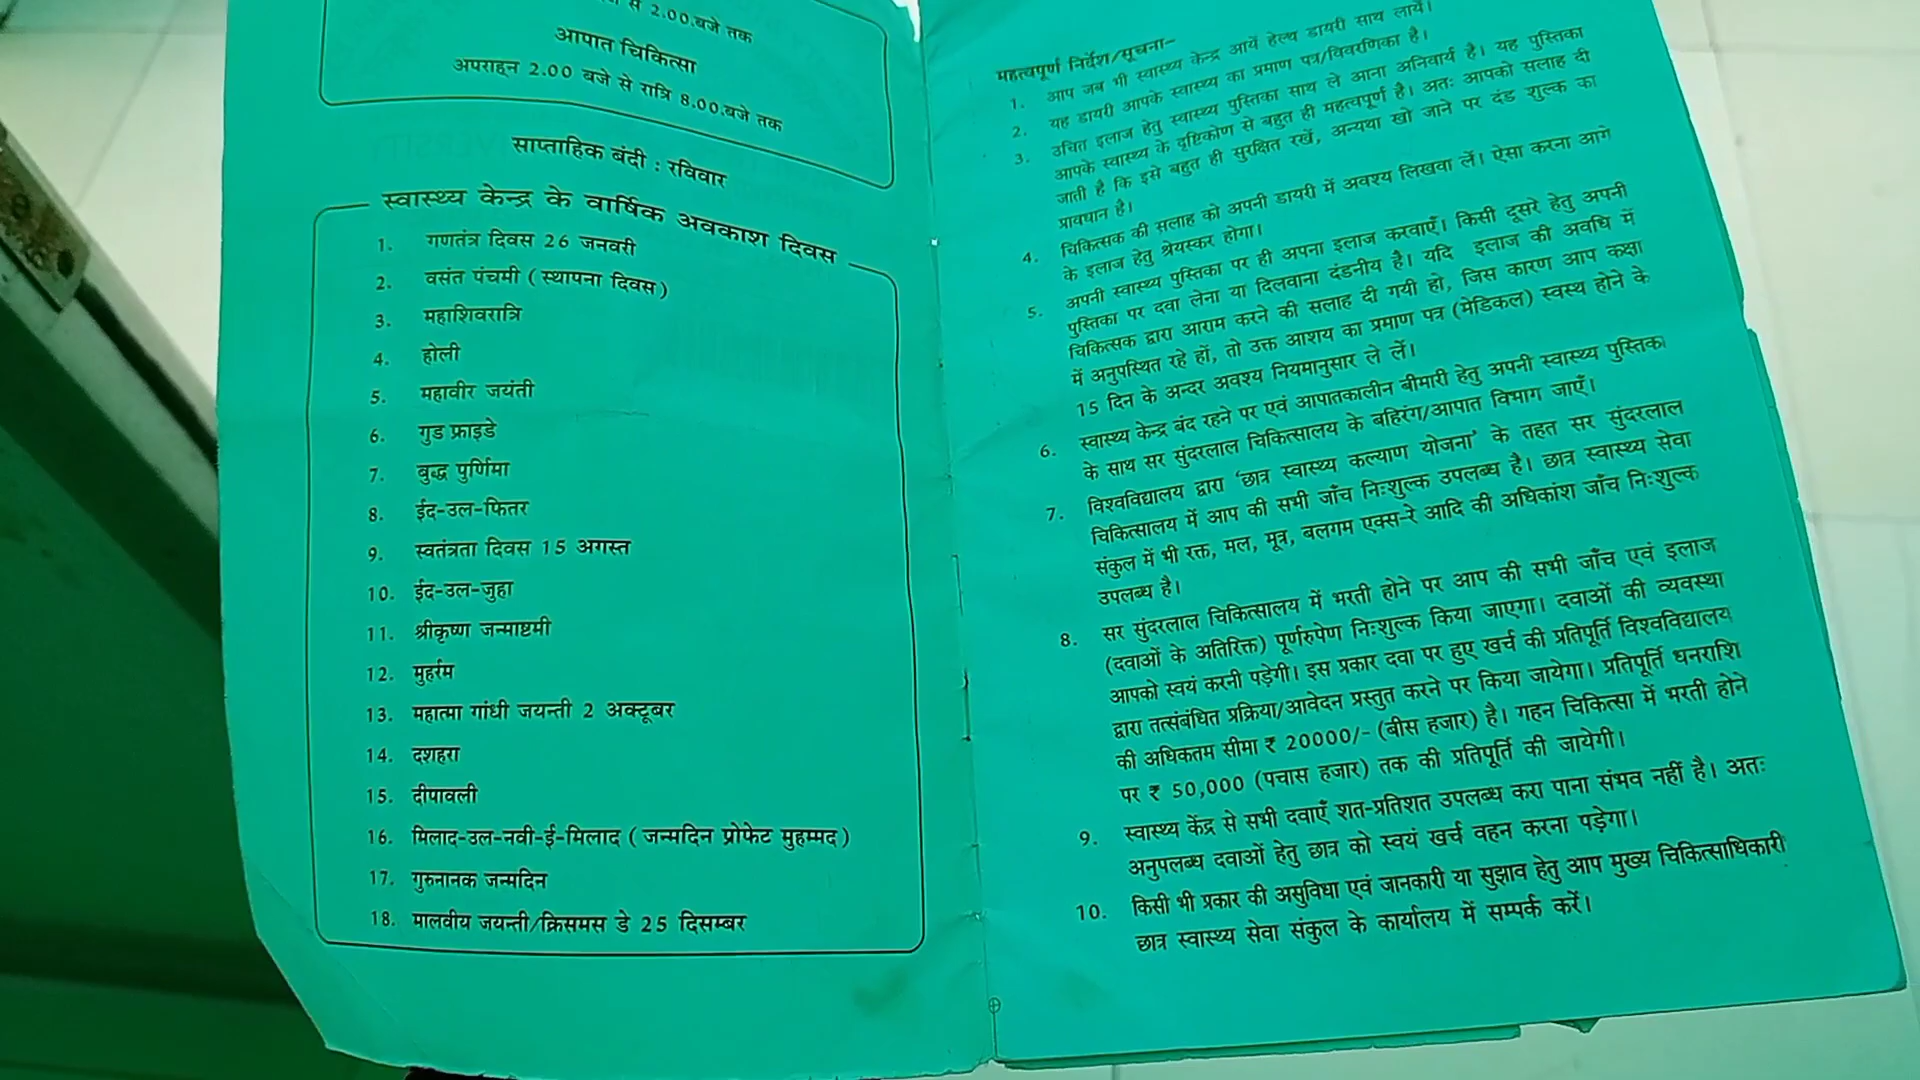 से 2.00.बजे तक
आपात चिकित्सा
अपराहन 2.00 बजे से रात्रि 8.00.बजे तक
साप्ताहिक बंदी : रविवार
स्वास्थ्य केन्द्र के वार्षिक अवकाश दिवस
1. गणतंत्र दिवस 26 जनवरी
2. वसंत पंचमी ( स्थापना दिवस )
3. महाशिवरात्रि
4. होली
5. महावीर जयंती
6. गुड फ्राइडे
7. बुद्ध पुर्णिमा
8. ईद-उल-फितर
9. स्वतंत्रता दिवस 15 अगस्त
10. ईद-उल-जुहा
11. श्रीकृष्ण जन्माष्टमी
12. मुहर्रम
13. महात्मा गांधी जयन्ती 2 अक्टूबर
14. दशहरा
15. दीपावली
16. मिलाद-उल-नवी-ई-मिलाद ( जन्मदिन प्रोफेट मुहम्मद )
17. गुरुनानक जन्मदिन
18. मालवीय जयन्ती/क्रिसमस डे 25 दिसम्बर
महत्वपूर्ण निर्देश/सूचना-
1. आप जब भी स्वास्थ्य केन्द्र आयें हेल्थ डायरी साथ लायें।
2. यह डायरी आपके स्वास्थ्य का प्रमाण पत्र/विवरणिका है।
3. उचित इलाज हेतु स्वास्थ्य पुस्तिका साथ ले आना अनिवार्य है। यह पुस्तिका
आपके स्वास्थ्य के दृष्टिकोण से बहुत ही महत्वपूर्ण है। अतः आपको सलाह दी
जाती है कि इसे बहुत ही सुरक्षित रखें, अन्यथा खो जाने पर दंड शुल्क का
प्रावधान है।
4. चिकित्सक की सलाह को अपनी डायरी में अवश्य लिखवा लें। ऐसा करना आगे
के इलाज हेतु श्रेयस्कर होगा।
5. अपनी स्वास्थ्य पुस्तिका पर ही अपना इलाज करवाएँ। किसी दूसरे हेतु अपनी
पुस्तिका पर दवा लेना या दिलवाना दंडनीय है। यदि इलाज की अवधि में
चिकित्सक द्वारा आराम करने की सलाह दी गयी हो, जिस कारण आप कक्षा
में अनुपस्थित रहे हों, तो उक्त आशय का प्रमाण पत्र (मेडिकल) स्वस्थ होने के
15 दिन के अन्दर अवश्य नियमानुसार ले लें।
6. स्वास्थ्य केन्द्र बंद रहने पर एवं आपातकालीन बीमारी हेतु अपनी स्वास्थ्य पुस्तिका
के साथ सर सुंदरलाल चिकित्सालय के बहिरंग/आपात विभाग जाएँ।
7. विश्वविद्यालय द्वारा 'छात्र स्वास्थ्य कल्याण योजना' के तहत सर सुंदरलाल
चिकित्सालय में आप की सभी जाँच निःशुल्क उपलब्ध है। छात्र स्वास्थ्य सेवा
संकुल में भी रक्त, मल, मूत्र, बलगम एक्स-रे आदि की अधिकांश जाँच निःशुल्क
उपलब्ध है।
8. सर सुंदरलाल चिकित्सालय में भरती होने पर आप की सभी जाँच एवं इलाज
(दवाओं के अतिरिक्त) पूर्णरुपेण निःशुल्क किया जाएगा। दवाओं की व्यवस्था
आपको स्वयं करनी पड़ेगी। इस प्रकार दवा पर हुए खर्च की प्रतिपूर्ति विश्वविद्यालय
द्वारा तत्संबंधित प्रक्रिया/आवेदन प्रस्तुत करने पर किया जायेगा। प्रतिपूर्ति धनराशि
की अधिकतम सीमा ₹ 20000/- (बीस हजार) है। गहन चिकित्सा में भरती होने
पर ₹ 50,000 (पचास हजार) तक की प्रतिपूर्ति की जायेगी।
9. स्वास्थ्य केंद्र से सभी दवाएँ शत-प्रतिशत उपलब्ध करा पाना संभव नहीं है। अतः
अनुपलब्ध दवाओं हेतु छात्र को स्वयं खर्च वहन करना पड़ेगा।
10. किसी भी प्रकार की असुविधा एवं जानकारी या सुझाव हेतु आप मुख्य चिकित्साधिकारी
छात्र स्वास्थ्य सेवा संकुल के कार्यालय में सम्पर्क करें।